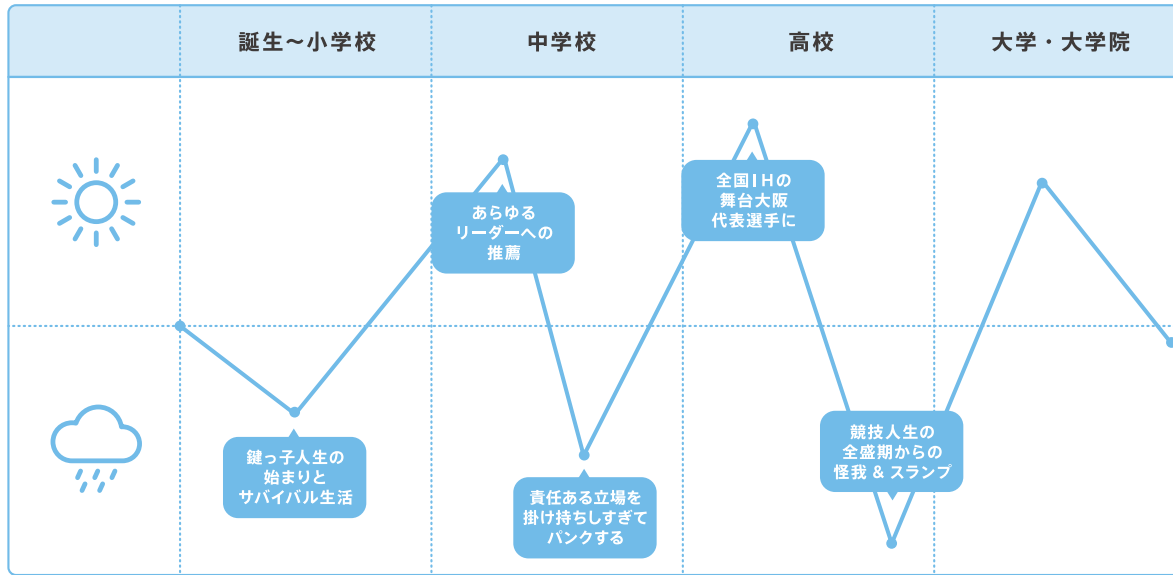 誕生〜小学校
中学校
高校
大学・大学院
全国IHの
舞台大阪
代表選手に
あらゆる
リーダーへの
推薦
鍵っ子人生の
始まりと
サバイバル生活
責任ある立場を
掛け持ちしすぎて
パンクする
競技人生の
全盛期からの
怪我 & スランプ